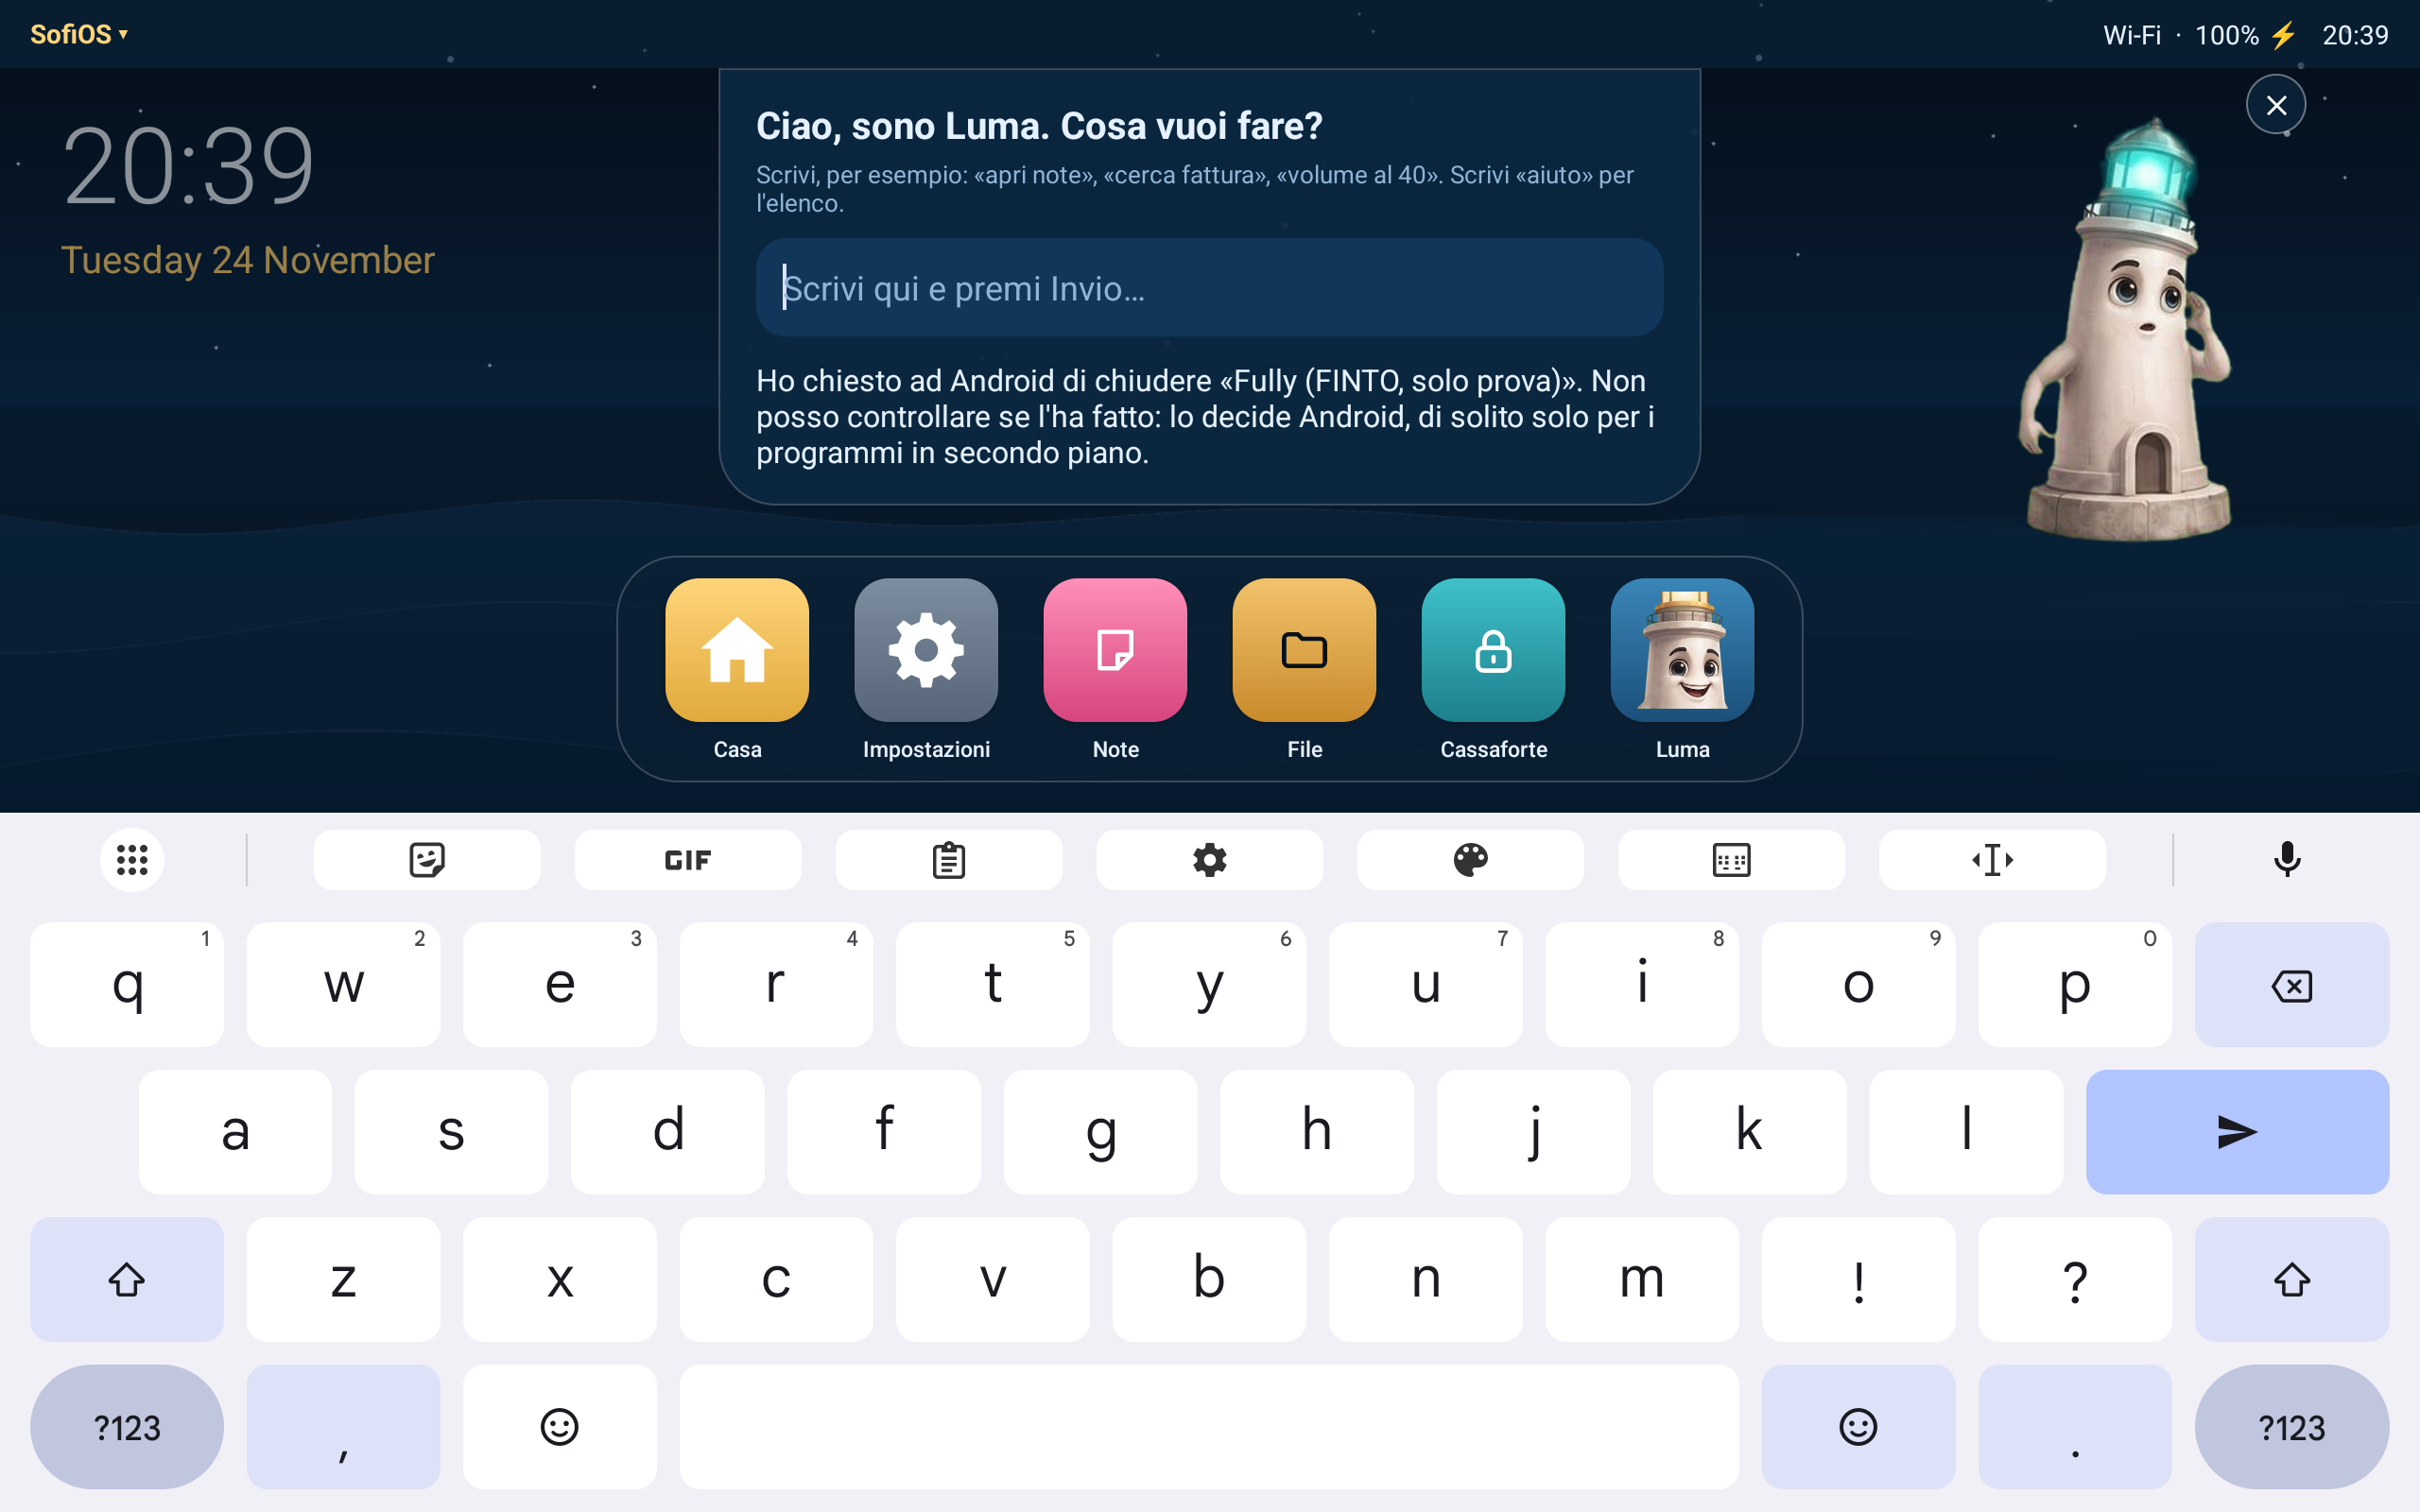 SofiOS ▾
Wi-Fi · 100% ⚡ 20:39
20:39
Tuesday 24 November
Ciao, sono Luma. Cosa vuoi fare?
Scrivi, per esempio: «apri note», «cerca fattura», «volume al 40». Scrivi «aiuto» per
l'elenco.
Scrivi qui e premi Invio…
Ho chiesto ad Android di chiudere «Fully (FINTO, solo prova)». Non
posso controllare se l'ha fatto: lo decide Android, di solito solo per i
programmi in secondo piano.
Casa Impostazioni Note File Cassaforte Luma
GIF
q 1 w 2 e 3 r 4 t 5 y 6 u 7 i 8 o 9 p 0
a s d f g h j k l
z x c v b n m ! ?
?123 , . ?123